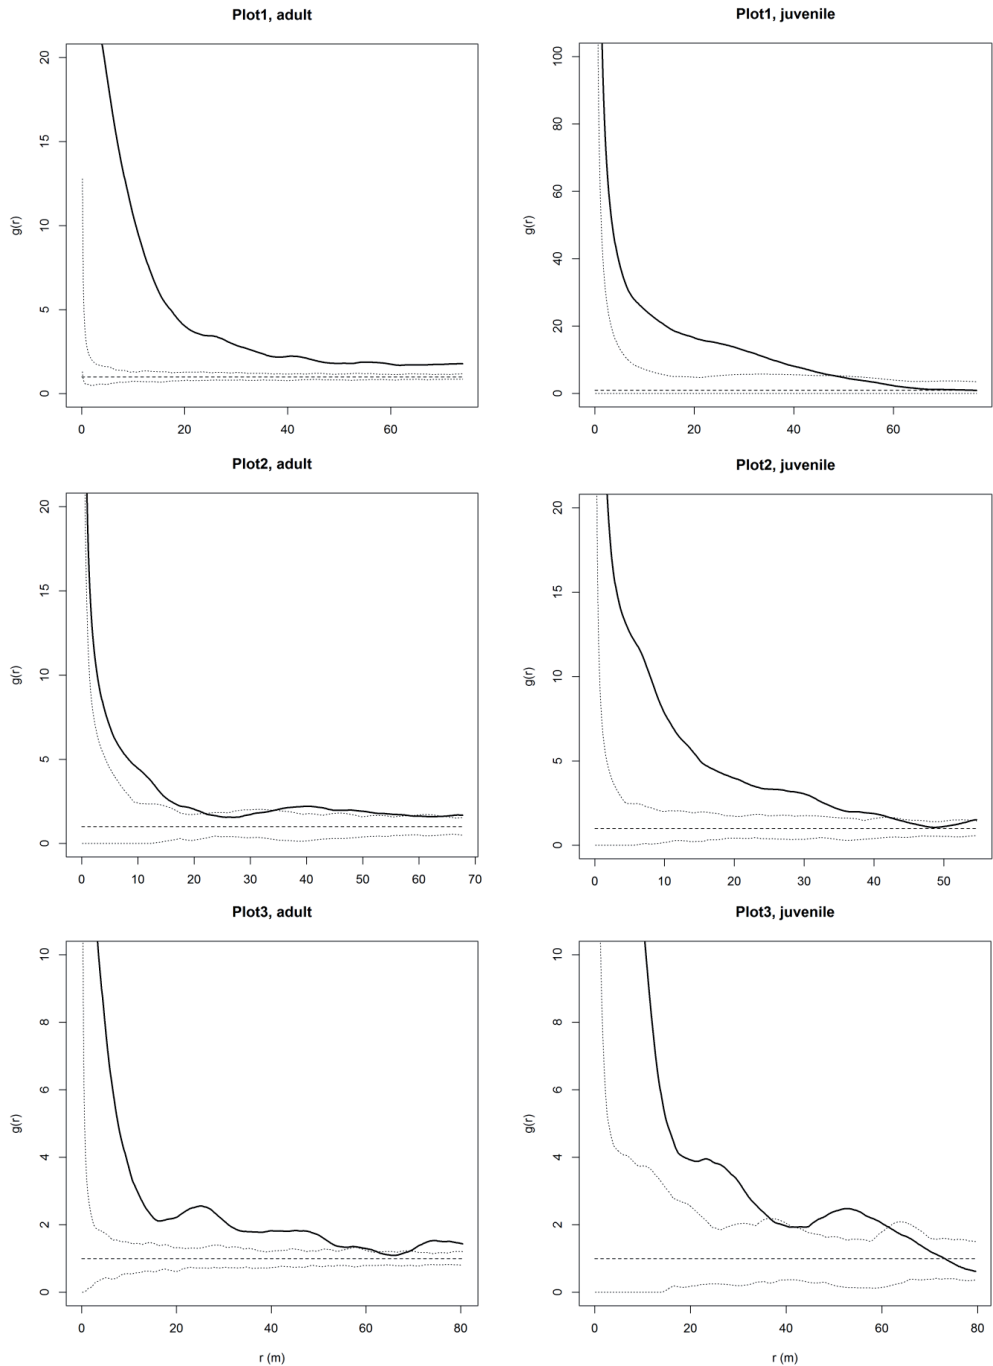 Plot1, adult
g(r)
20
15
10
5
0
0 20 40 60
Plot1, juvenile
g(r)
100
80
60
40
20
0
0 20 40 60
Plot2, adult
g(r)
20
15
10
5
0
0 10 20 30 40 50 60 70
Plot2, juvenile
g(r)
20
15
10
5
0
0 10 20 30 40 50
Plot3, adult
g(r)
10
8
6
4
2
0
0 20 40 60 80
r (m)
Plot3, juvenile
g(r)
10
8
6
4
2
0
0 20 40 60 80
r (m)